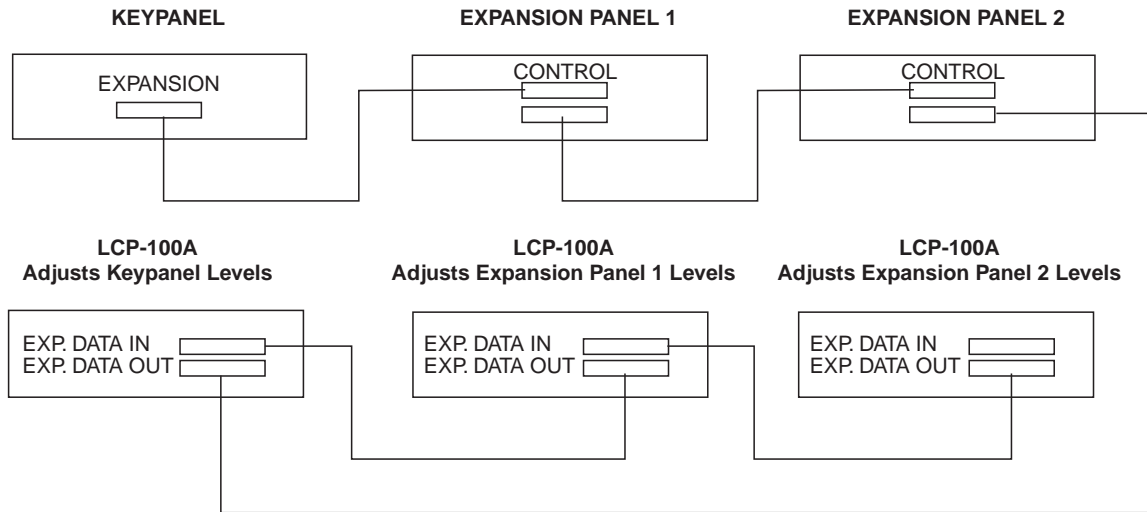 KEYPANEL
EXPANSION PANEL 1
EXPANSION PANEL 2
EXPANSION
CONTROL
CONTROL
LCP-100A
Adjusts Keypanel Levels
LCP-100A
Adjusts Expansion Panel 1 Levels
LCP-100A
Adjusts Expansion Panel 2 Levels
EXP. DATA IN
EXP. DATA OUT
EXP. DATA IN
EXP. DATA OUT
EXP. DATA IN
EXP. DATA OUT